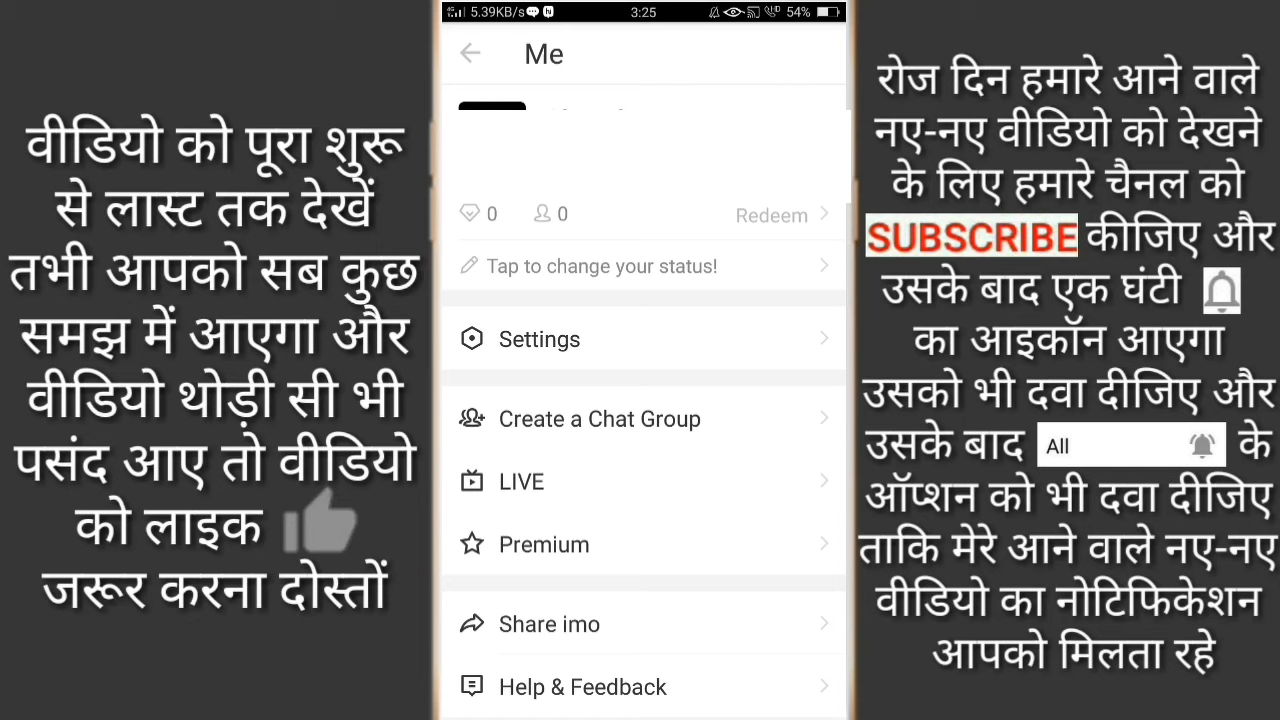 वीडियो को पूरा शुरू
से लास्ट तक देखें
तभी आपको सब कुछ
समझ में आएगा और
वीडियो थोड़ी सी भी
पसंद आए तो वीडियो
को लाइक
जरूर करना दोस्तों
5.39KB/s 3:25 54%
Me
0 0 Redeem
Tap to change your status!
Settings
Create a Chat Group
LIVE
Premium
Share imo
Help & Feedback
रोज दिन हमारे आने वाले
नए-नए वीडियो को देखने
के लिए हमारे चैनल को
SUBSCRIBE कीजिए और
उसके बाद एक घंटी
का आइकॉन आएगा
उसको भी दवा दीजिए और
उसके बाद All के
ऑप्शन को भी दवा दीजिए
ताकि मेरे आने वाले नए-नए
वीडियो का नोटिफिकेशन
आपको मिलता रहे